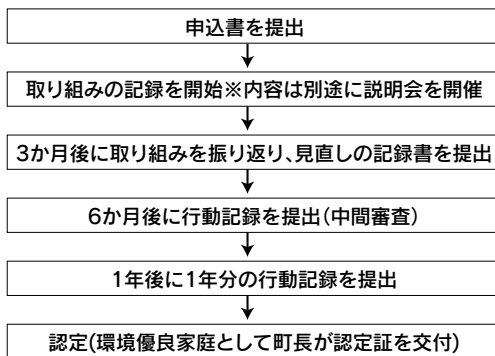 申込書を提出
取り組みの記録を開始※内容は別途に説明会を開催
3か月後に取り組みを振り返り、見直しの記録書を提出
6か月後に行動記録を提出(中間審査)
1年後に1年分の行動記録を提出
認定(環境優良家庭として町長が認定証を交付)